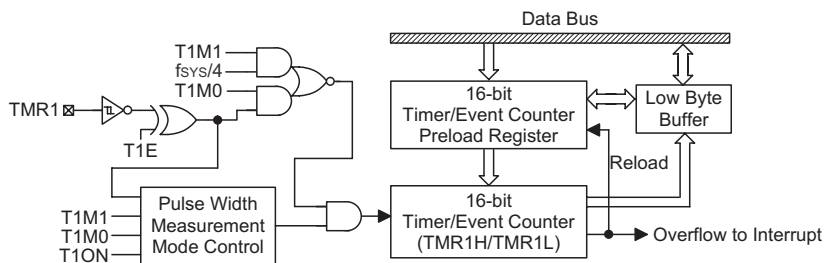 Data Bus
T1M1
fSYS/4
T1M0
TMR1
T1E
16-bit
Timer/Event Counter
Preload Register
Low Byte
Buffer
Reload
T1M1
T1M0
T1ON
Pulse Width
Measurement
Mode Control
16-bit
Timer/Event Counter
(TMR1H/TMR1L)
Overflow to Interrupt